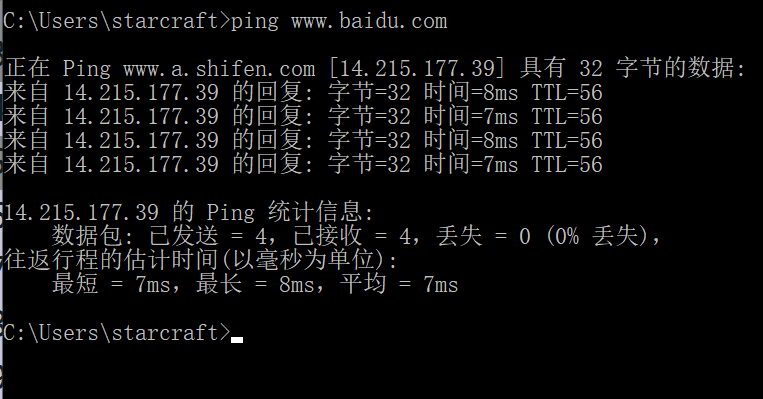 C:\Users\starcraft>ping www.baidu.com
正在 Ping www.a.shifen.com [14.215.177.39] 具有 32 字节的数据:
来自 14.215.177.39 的回复: 字节=32 时间=8ms TTL=56
来自 14.215.177.39 的回复: 字节=32 时间=7ms TTL=56
来自 14.215.177.39 的回复: 字节=32 时间=8ms TTL=56
来自 14.215.177.39 的回复: 字节=32 时间=7ms TTL=56
14.215.177.39 的 Ping 统计信息:
数据包: 已发送 = 4，已接收 = 4，丢失 = 0 (0% 丢失)，
往返行程的估计时间(以毫秒为单位):
最短 = 7ms，最长 = 8ms，平均 = 7ms
C:\Users\starcraft>